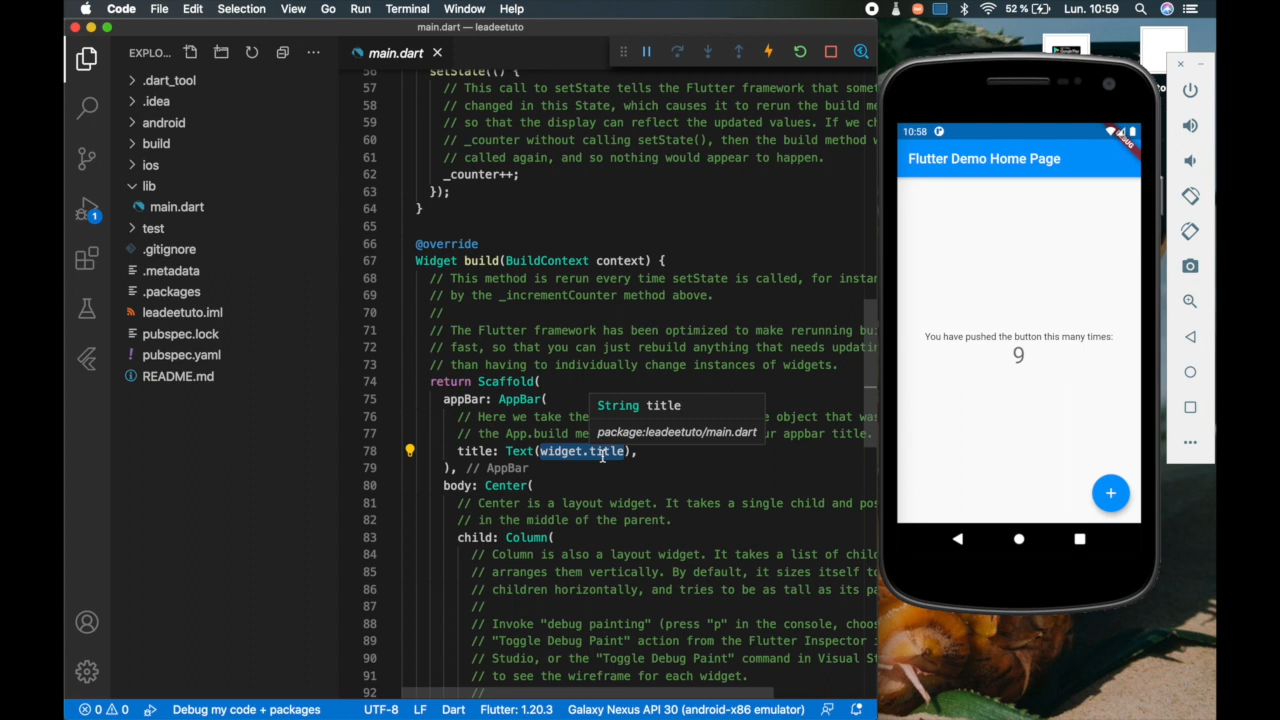 Code File Edit Selection View Go Run Terminal Window Help
52 % Lun. 10:59
main.dart — leadeetuto
EXPLO...
main.dart
.dart_tool
.idea
android
build
ios
lib
main.dart
test
.gitignore
.metadata
.packages
leadeetuto.iml
pubspec.lock
pubspec.yaml
README.md
1
56 setState(() {
57 // This call to setState tells the Flutter framework that
58 // changed in this State, which causes it to rerun the build
59 // so that the display can reflect the updated values. If we
60 // _counter without calling setState(), then the build method
61 // called again, and so nothing would appear to happen.
62 _counter++;
63 });
64 }
65
66 @override
67 Widget build(BuildContext context) {
68 // This method is rerun every time setState is called, for
69 // by the _incrementCounter method above.
70 //
71 // The Flutter framework has been optimized to make rerunning
72 // fast, so that you can just rebuild anything that needs
73 // than having to individually change instances of widgets.
74 return Scaffold(
75 appBar: AppBar(
76 // Here we take the e object that
77 // the App.build me ur appbar title.
78 title: Text(widget.title),
79 ), // AppBar
80 body: Center(
81 // Center is a layout widget. It takes a single child and
82 // in the middle of the parent.
83 child: Column(
84 // Column is also a layout widget. It takes a list of
85 // arranges them vertically. By default, it sizes itself
86 // children horizontally, and tries to be as tall as its
87 //
88 // Invoke "debug painting" (press "p" in the console,
89 // "Toggle Debug Paint" action from the Flutter Inspector
90 // Studio, or the "Toggle Debug Paint" command in Visual
91 // to see the wireframe for each widget.
92 //
String title
package:leadeetuto/main.dart
0 0 Debug my code + packages UTF-8 LF Dart Flutter: 1.20.3 Galaxy Nexus API 30 (android-x86 emulator)
10:58
DEBUG
Flutter Demo Home Page
You have pushed the button this many times:
9